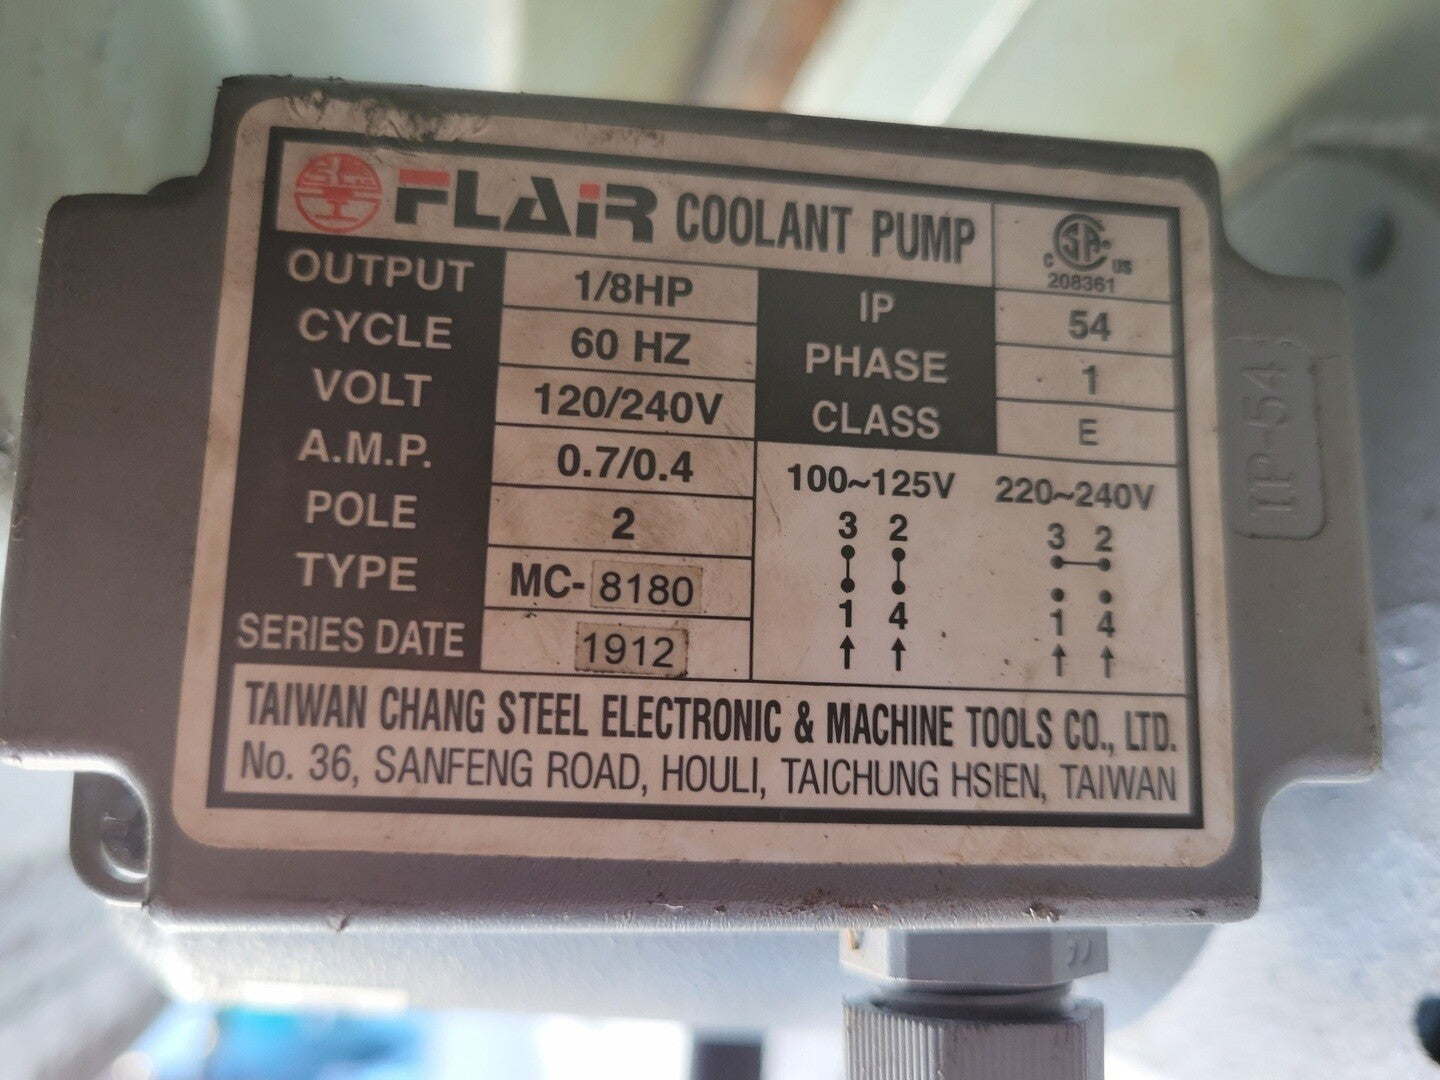 FLAIR COOLANT PUMP
C SA US
208361
OUTPUT 1/8HP IP 54
CYCLE 60 HZ PHASE 1
VOLT 120/240V CLASS E
A.M.P. 0.7/0.4 100~125V 220~240V
POLE 2 3 2 3 2
TYPE MC-8180 1 4 1 4
SERIES DATE 1912
TAIWAN CHANG STEEL ELECTRONIC & MACHINE TOOLS CO., LTD.
No. 36, SANFENG ROAD, HOULI, TAICHUNG HSIEN, TAIWAN
IP-54